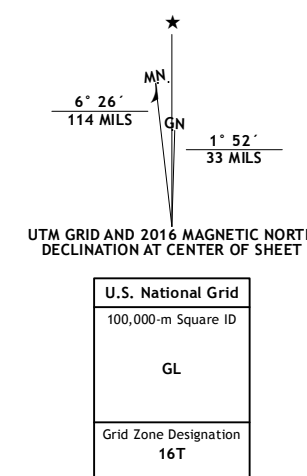 ★
MN.
6° 26´
114 MILS
GN
1° 52´
33 MILS
UTM GRID AND 2016 MAGNETIC NORT
DECLINATION AT CENTER OF SHEET
U.S. National Grid
100,000-m Square ID
GL
Grid Zone Designation
16T